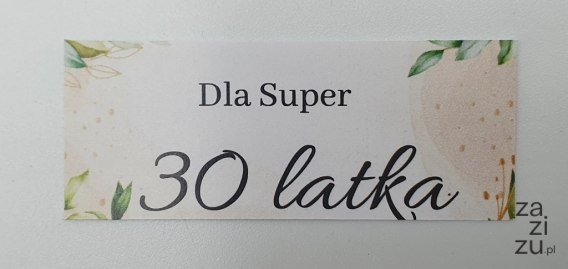 Dla Super
30 latka
za
zi
zu.pl